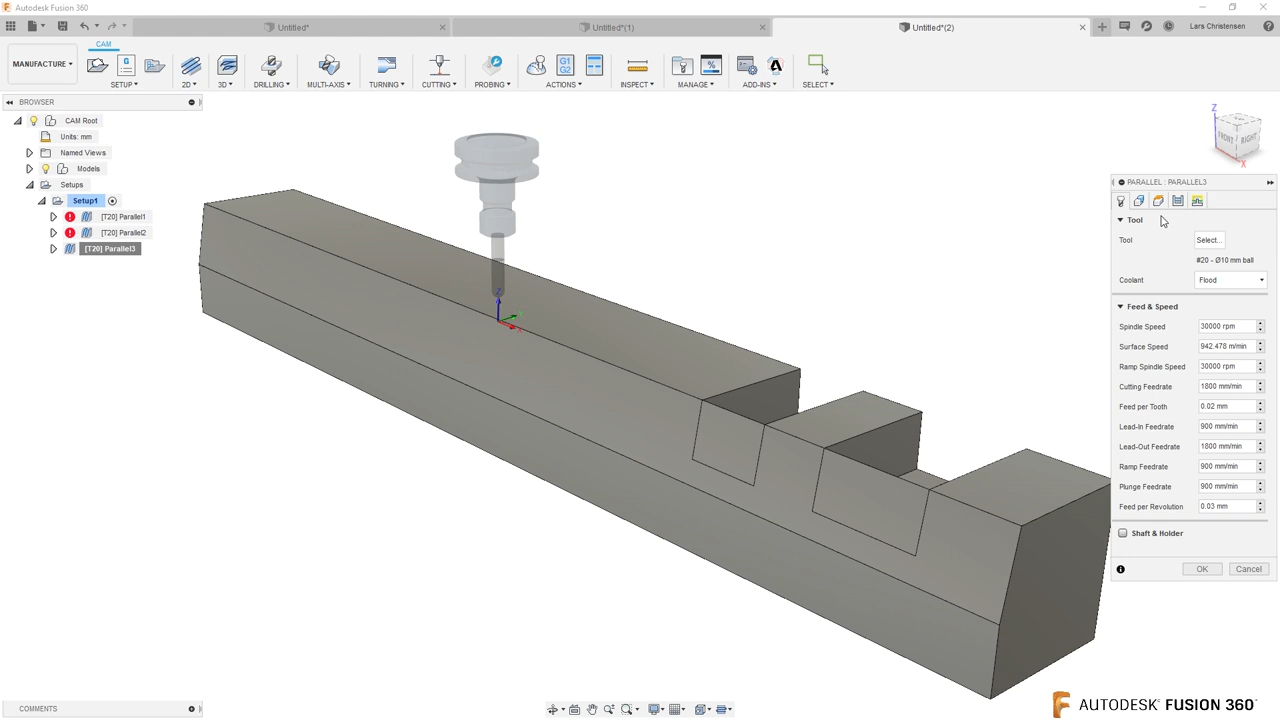 Autodesk Fusion 360
Untitled*
Untitled*(1)
Untitled*(2)
Lars Christensen
CAM
MANUFACTURE
SETUP
2D
3D
DRILLING
MULTI-AXIS
TURNING
CUTTING
PROBING
G
G1
G2
ACTIONS
INSPECT
MANAGE
ADD-INS
SELECT
BROWSER
CAM Root
Units: mm
Named Views
Models
Setups
Setup1
[T20] Parallel1
[T20] Parallel2
[T20] Parallel3
Z
FRONT
RIGHT
X
PARALLEL : PARALLEL3
Tool
Tool
Select...
#20 - Ø10 mm ball
Coolant
Flood
Feed & Speed
Spindle Speed
30000 rpm
Surface Speed
942.478 m/min
Ramp Spindle Speed
30000 rpm
Cutting Feedrate
1800 mm/min
Feed per Tooth
0.02 mm
Lead-In Feedrate
900 mm/min
Lead-Out Feedrate
1800 mm/min
Ramp Feedrate
900 mm/min
Plunge Feedrate
900 mm/min
Feed per Revolution
0.03 mm
Shaft & Holder
OK
Cancel
COMMENTS
AUTODESK® FUSION 360™